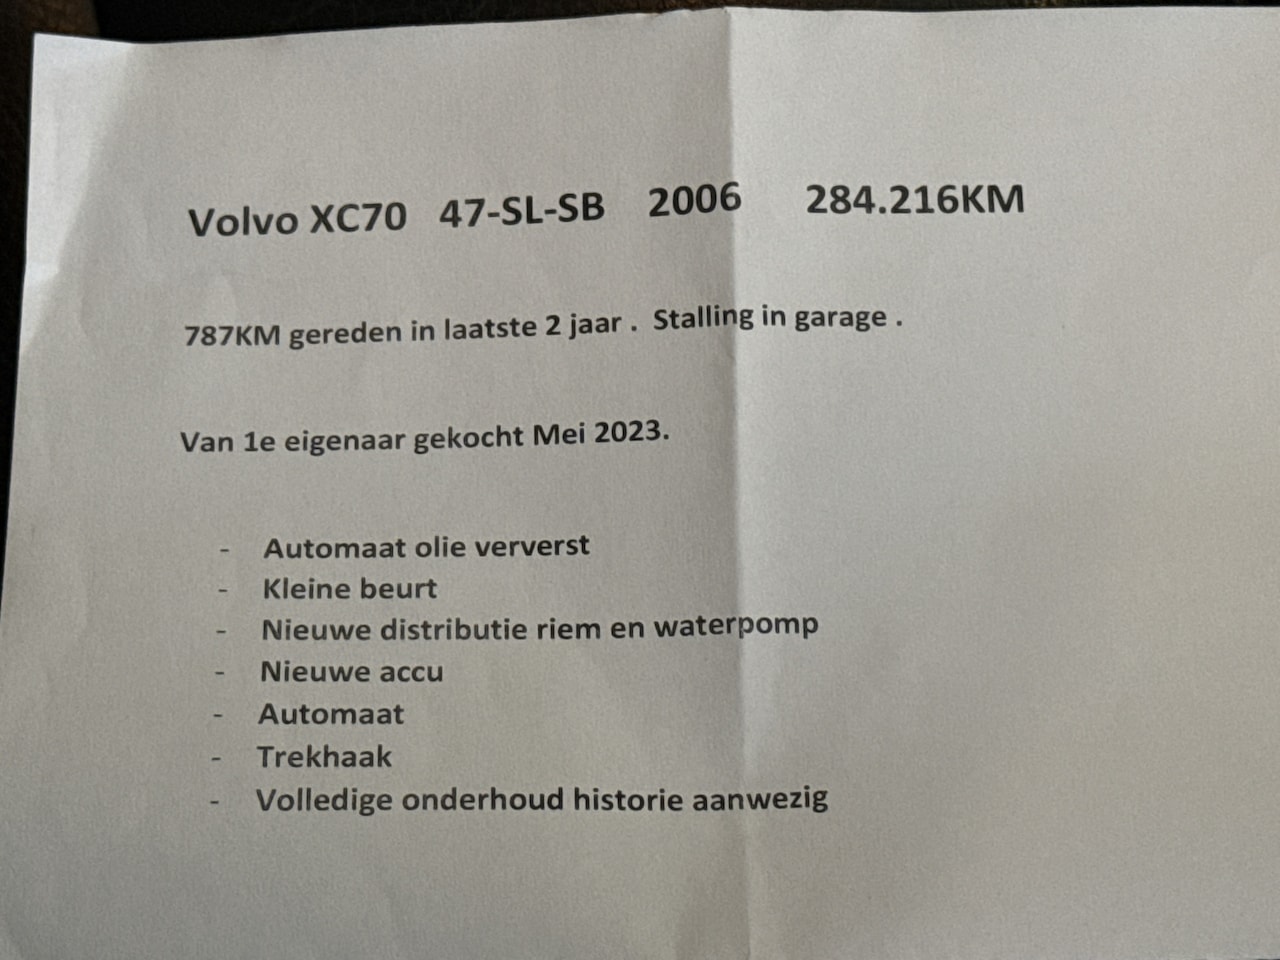 Volvo XC70 47-SL-SB 2006 284.216KM
787KM gereden in laatste 2 jaar . Stalling in garage .
Van 1e eigenaar gekocht Mei 2023.
- Automaat olie ververst
- Kleine beurt
- Nieuwe distributie riem en waterpomp
- Nieuwe accu
- Automaat
- Trekhaak
- Volledige onderhoud historie aanwezig